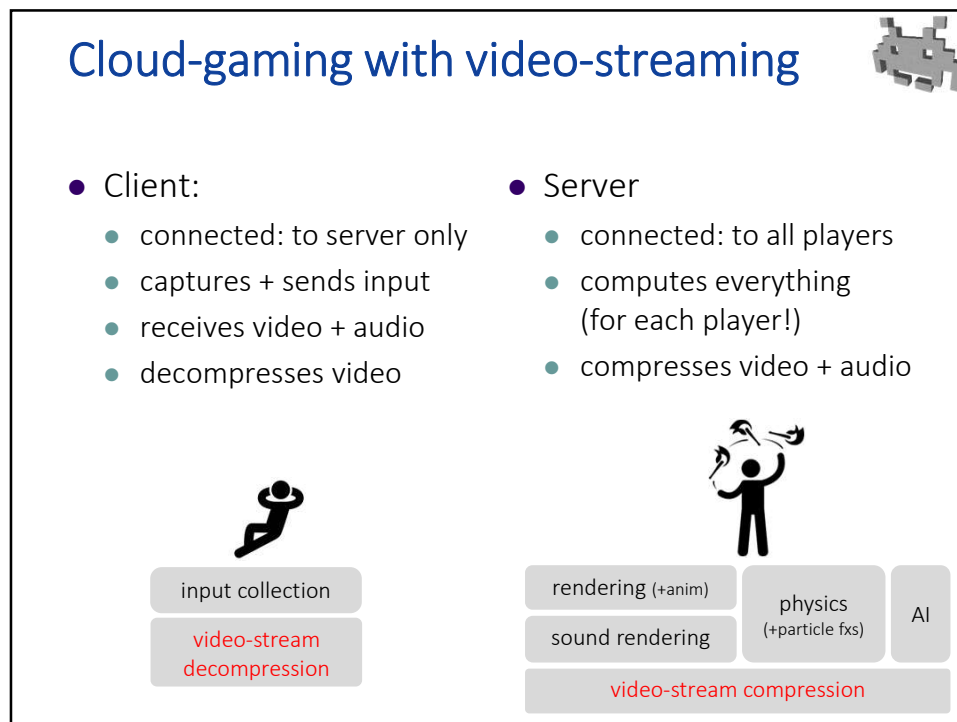 Cloud-gaming with video-streaming
● Client:
● connected: to server only
● captures + sends input
● receives video + audio
● decompresses video
● Server
● connected: to all players
● computes everything
(for each player!)
● compresses video + audio
input collection
video-stream
decompression
rendering (+anim)
sound rendering
physics
(+particle fxs)
AI
video-stream compression